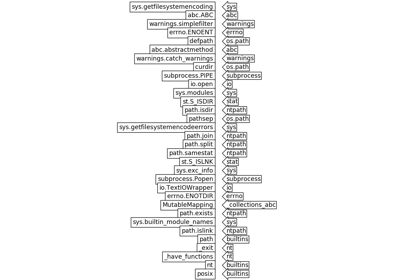 sys.getfilesystemencoding sys
abc.ABC abc
warnings.simplefilter warnings
errno.ENOENT errno
defpath os.path
abc.abstractmethod abc
warnings.catch_warnings warnings
curdir os.path
subprocess.PIPE subprocess
io.open io
sys.modules sys
st.S_ISDIR stat
path.isdir ntpath
pathsep os.path
sys.getfilesystemencodeerrors sys
path.join ntpath
path.split ntpath
path.samestat ntpath
st.S_ISLNK stat
sys.exc_info sys
subprocess.Popen subprocess
io.TextIOWrapper io
errno.ENOTDIR errno
MutableMapping _collections_abc
path.exists ntpath
sys.builtin_module_names sys
path.islink ntpath
path builtins
_exit nt
_have_functions nt
nt builtins
posix builtins